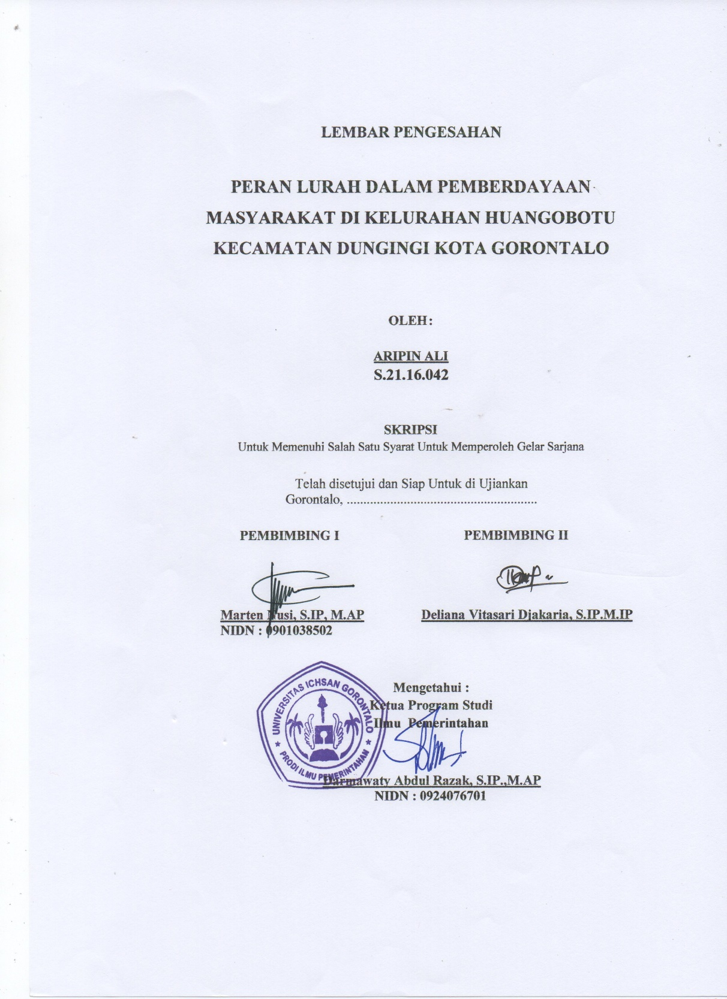 LEMBAR PENGESAHAN
PERAN LURAH DALAM PEMBERDAYAAN
MASYARAKAT DI KELURAHAN HUANGOBOTU
KECAMATAN DUNGINGI KOTA GORONTALO
OLEH :
ARIPIN ALI
S.21.16.042
SKRIPSI
Untuk Memenuhi Salah Satu Syarat Untuk Memperoleh Gelar Sarjana
Telah disetujui dan Siap Untuk di Ujiankan
Gorontalo, .........................................................
PEMBIMBING I
PEMBIMBING II
Marten Nusi, S.IP, M.AP
NIDN : 0901038502
Deliana Vitasari Djakaria, S.IP.M.IP
UNIVERSITAS ICHSAN GORONTALO
PRODI ILMU PEMERINTAHAN
Mengetahui :
Ketua Program Studi
Ilmu Pemerintahan
Darmawaty Abdul Razak, S.IP.,M.AP
NIDN : 0924076701